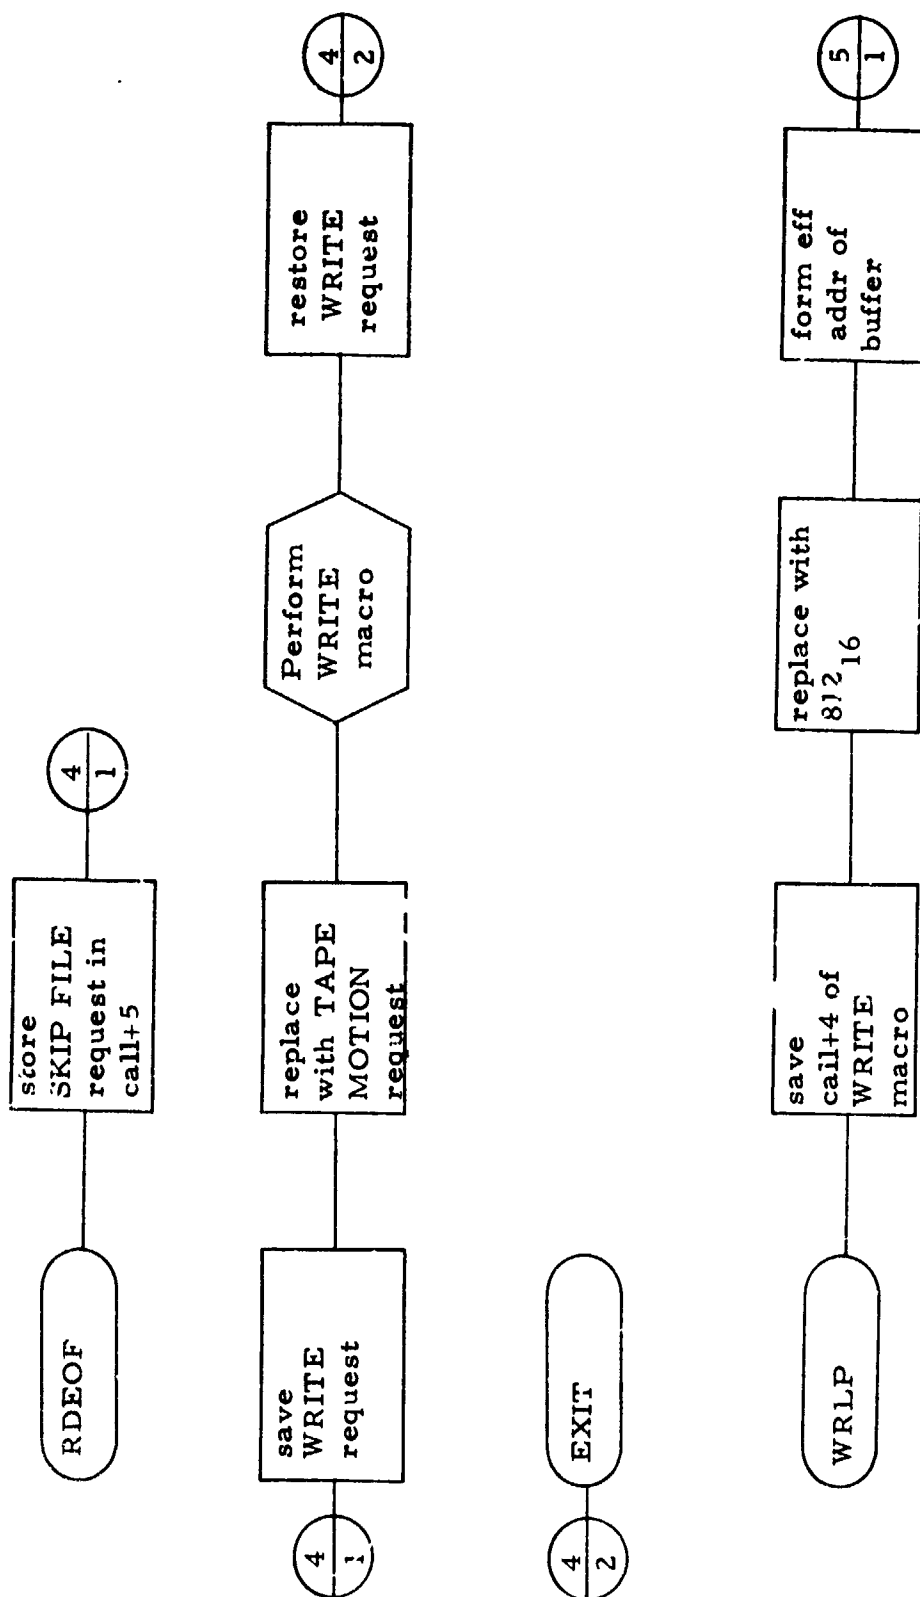 RDEOF
store
SKIP FILE
request in
call+5
4
1
4
1
save
WRITE
request
replace
with TAPE
MOTION
request
Perform
WRITE
macro
restore
WRITE
request
4
2
4
2
EXIT
WRLP
save
call+4 of
WRITE
macro
replace with
812 16
form eff
addr of
buffer
5
1